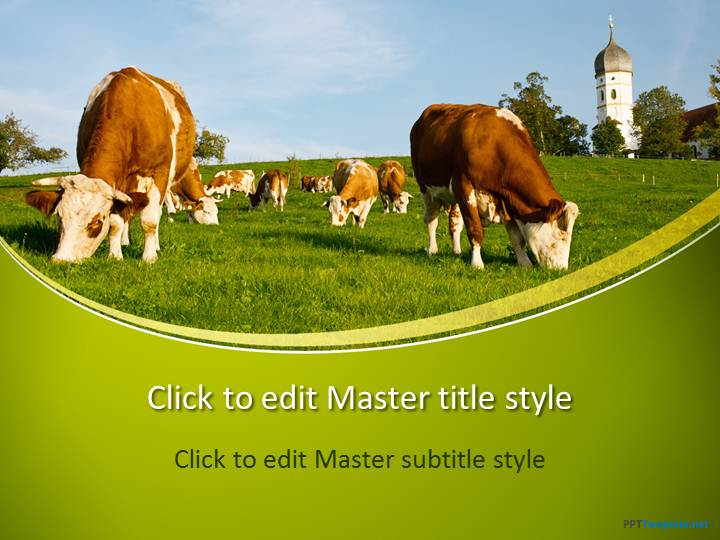 Click to edit Master title style
Click to edit Master subtitle style
PPTTemplate.net